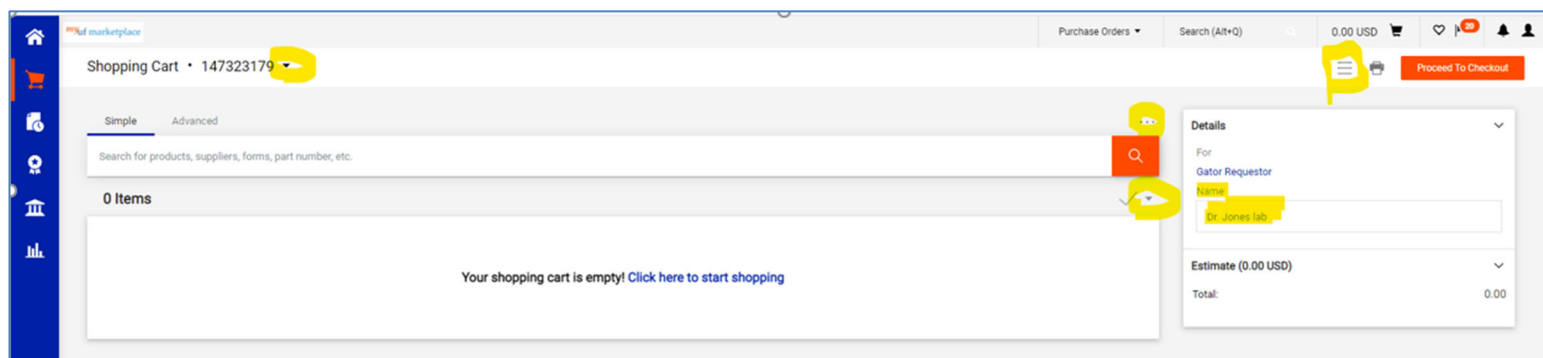 myuf marketplace
Purchase Orders
Search (Alt+Q)
0.00 USD
20
Shopping Cart • 147323179
Proceed To Checkout
Simple
Advanced
...
Search for products, suppliers, forms, part number, etc.
0 Items
Your shopping cart is empty! Click here to start shopping
Details
For
Gator Requestor
Name
Dr. Jones lab
Estimate (0.00 USD)
Total:
0.00